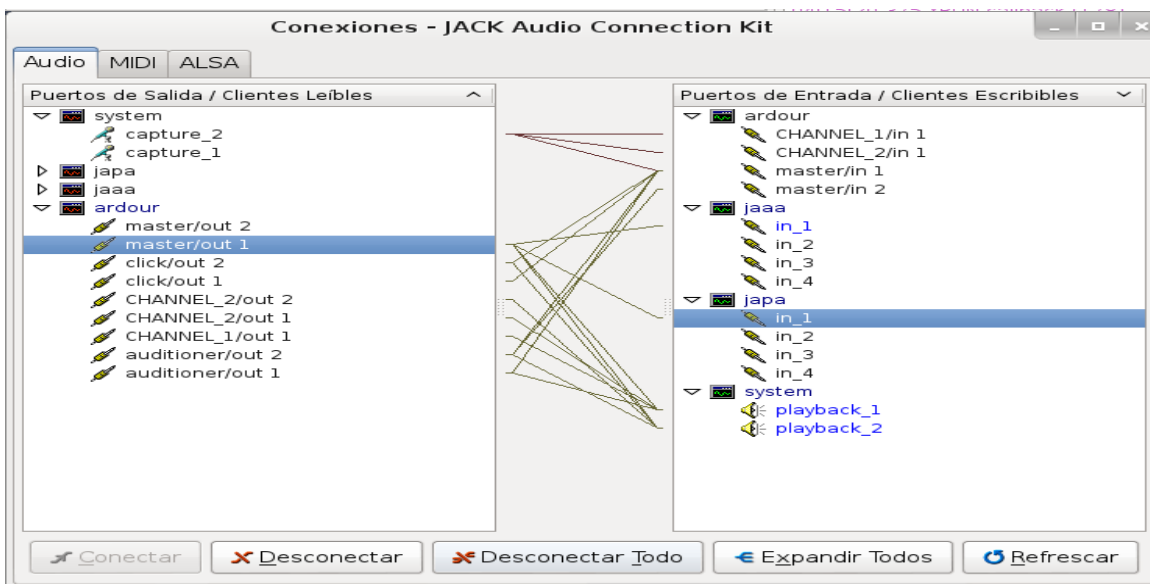 Conexiones - JACK Audio Connection Kit
Audio MIDI ALSA
Puertos de Salida / Clientes Leíbles
system
capture_2
capture_1
japa
jaaa
ardour
master/out 2
master/out 1
click/out 2
click/out 1
CHANNEL_2/out 2
CHANNEL_2/out 1
CHANNEL_1/out 1
auditioner/out 2
auditioner/out 1
Puertos de Entrada / Clientes Escribibles
ardour
CHANNEL_1/in 1
CHANNEL_2/in 1
master/in 1
master/in 2
jaaa
in_1
in_2
in_3
in_4
japa
in_1
in_2
in_3
in_4
system
playback_1
playback_2
Conectar Desconectar Desconectar Todo Expandir Todos Refrescar